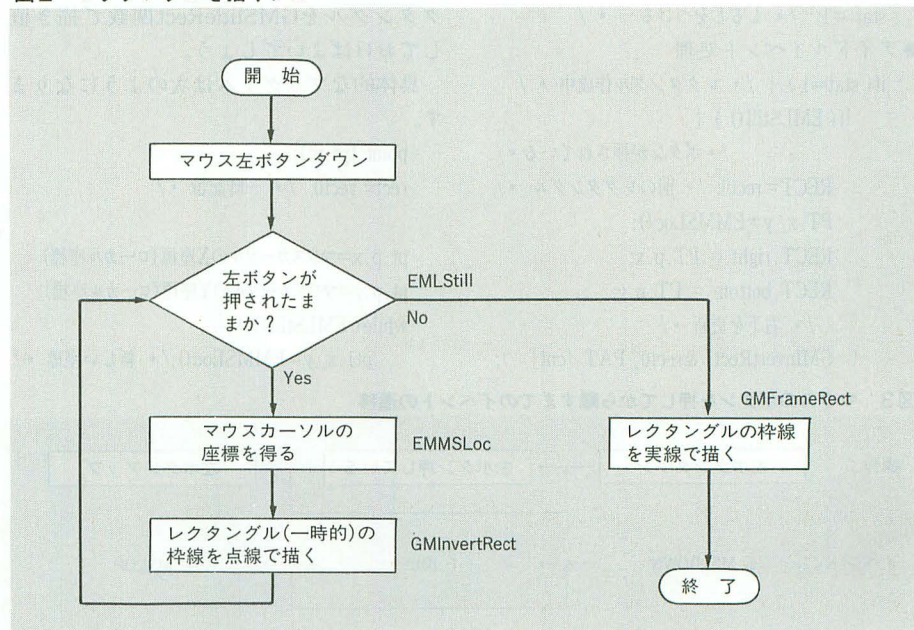 開 始
マウス左ボタンダウン
左ボタンが
押されたま
まか？
EMLStill
No
Yes
マウスカーソルの
座標を得る
EMMSLoc
レクタングル(一時的)の
枠線を点線で描く
GMInvertRect
GMFrameRect
レクタングルの枠線
を実線で描く
終 了